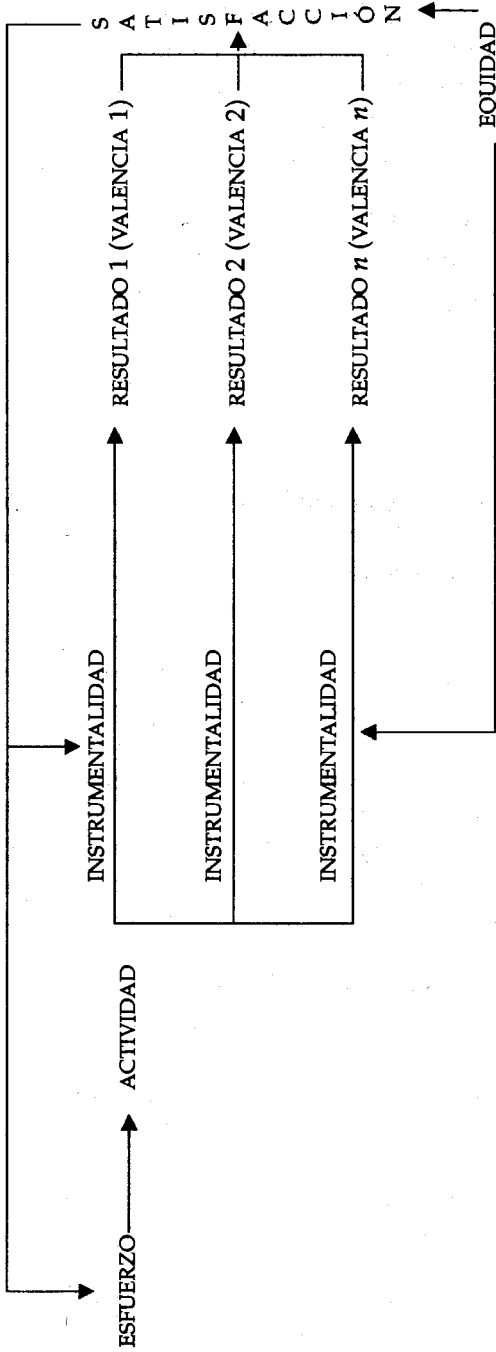 ESFUERZO
ACTIVIDAD
INSTRUMENTALIDAD
RESULTADO 1 (VALENCIA 1)
INSTRUMENTALIDAD
RESULTADO 2 (VALENCIA 2)
INSTRUMENTALIDAD
RESULTADO n (VALENCIA n)
SATISFACCIÓN
EQUIDAD